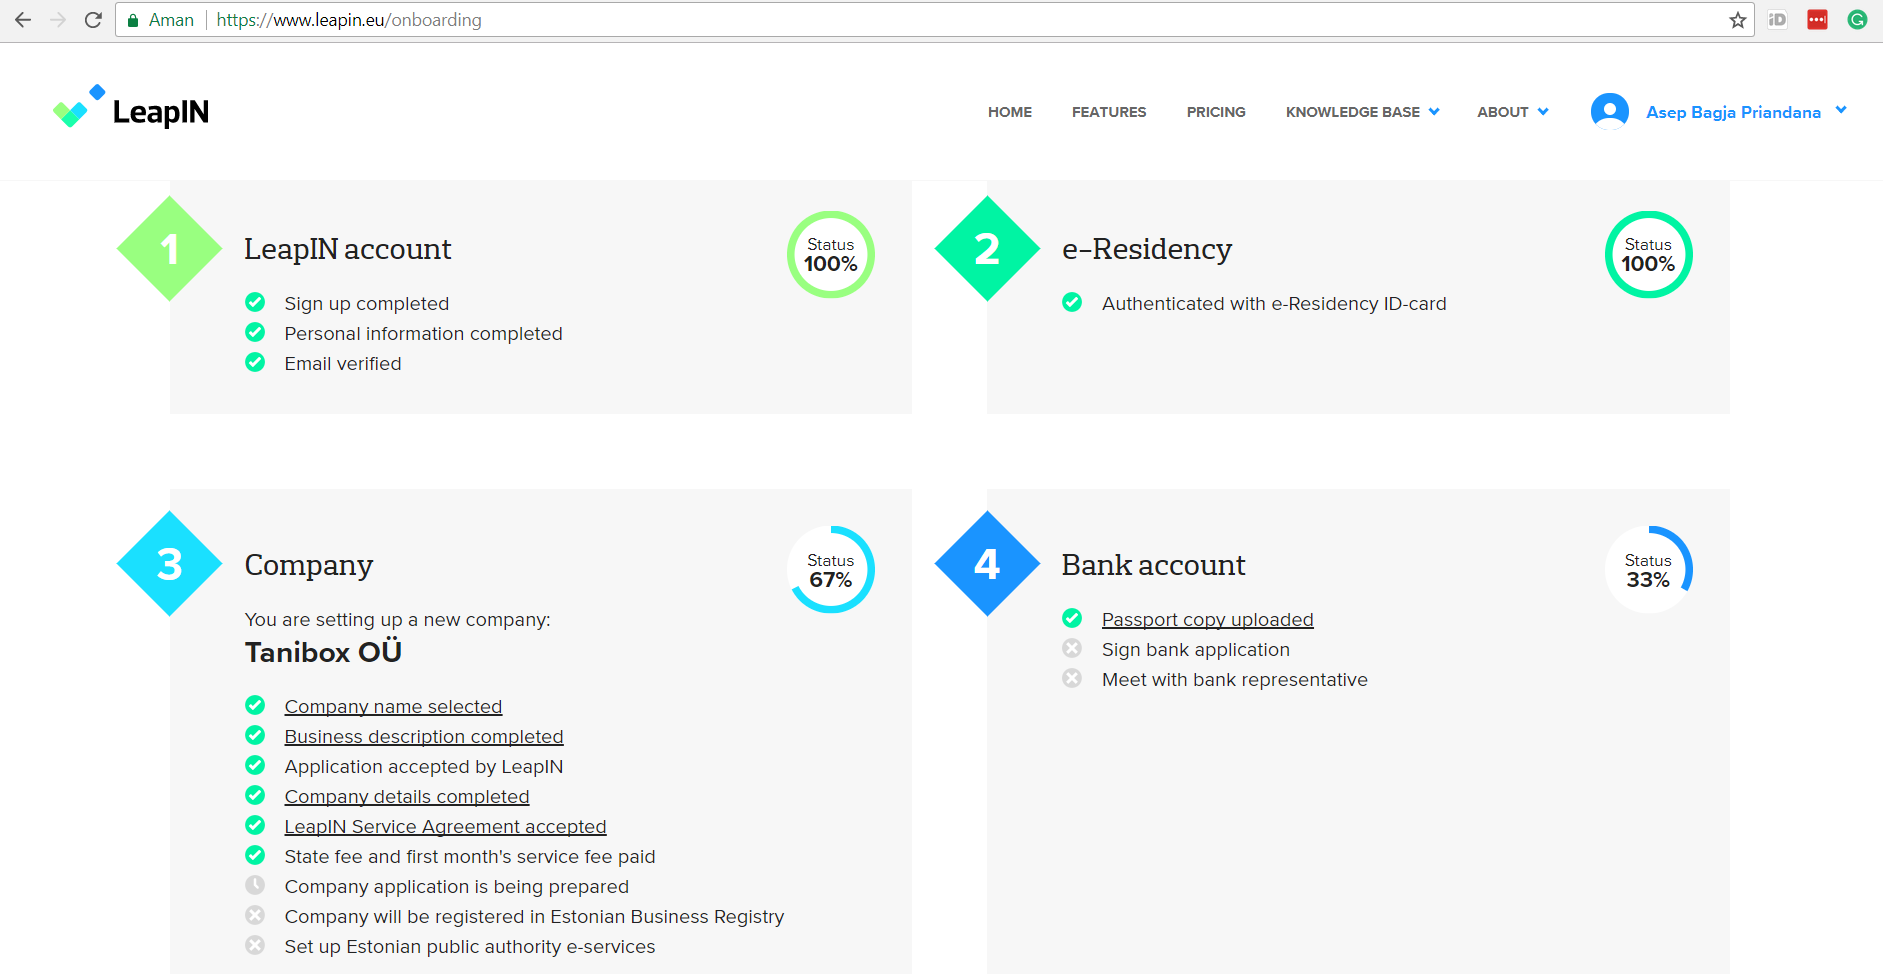 Aman https://www.leapin.eu/onboarding
LeapIN
HOME FEATURES PRICING KNOWLEDGE BASE ABOUT Asep Bagja Priandana
1
LeapIN account
Status
100%
Sign up completed
Personal information completed
Email verified
2
e-Residency
Status
100%
Authenticated with e-Residency ID-card
3
Company
Status
67%
You are setting up a new company:
Tanibox OÜ
Company name selected
Business description completed
Application accepted by LeapIN
Company details completed
LeapIN Service Agreement accepted
State fee and first month's service fee paid
Company application is being prepared
Company will be registered in Estonian Business Registry
Set up Estonian public authority e-services
4
Bank account
Status
33%
Passport copy uploaded
Sign bank application
Meet with bank representative
iD
G